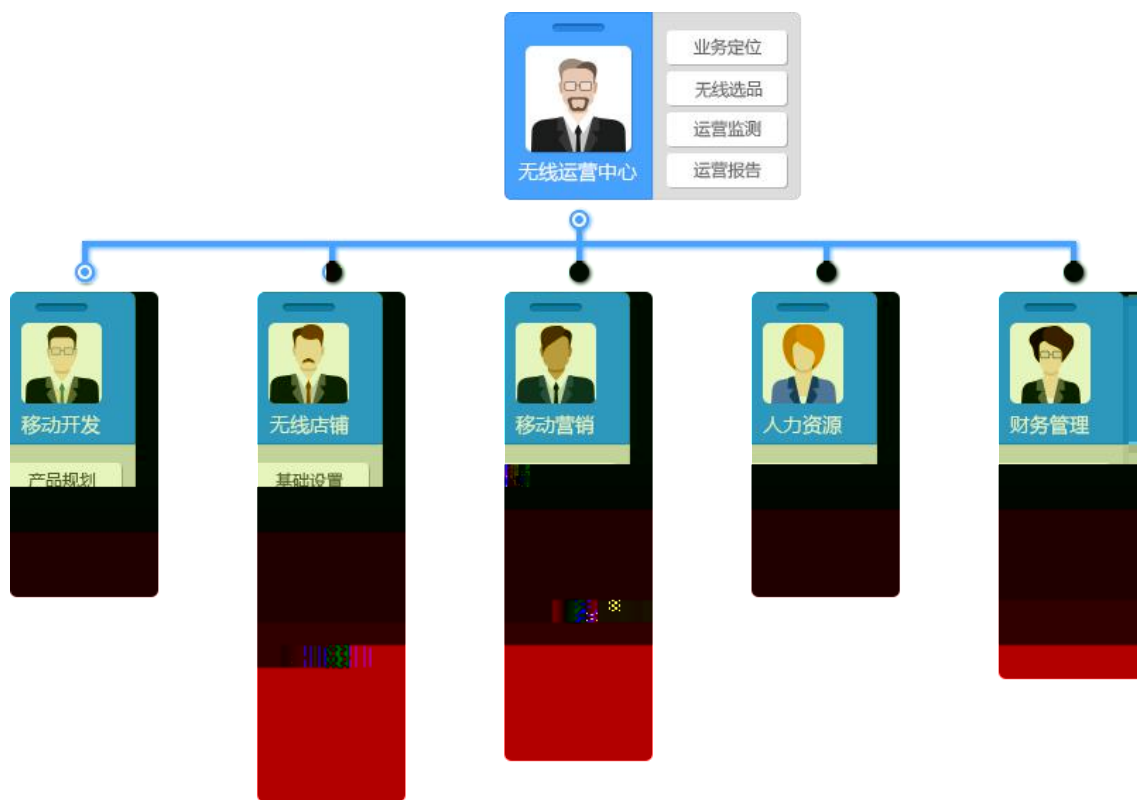 业务定位
无线选品
运营监测
运营报告
无线运营中心
移动开发
无线店铺
移动营销
人力资源
财务管理
产品规划
基础设置